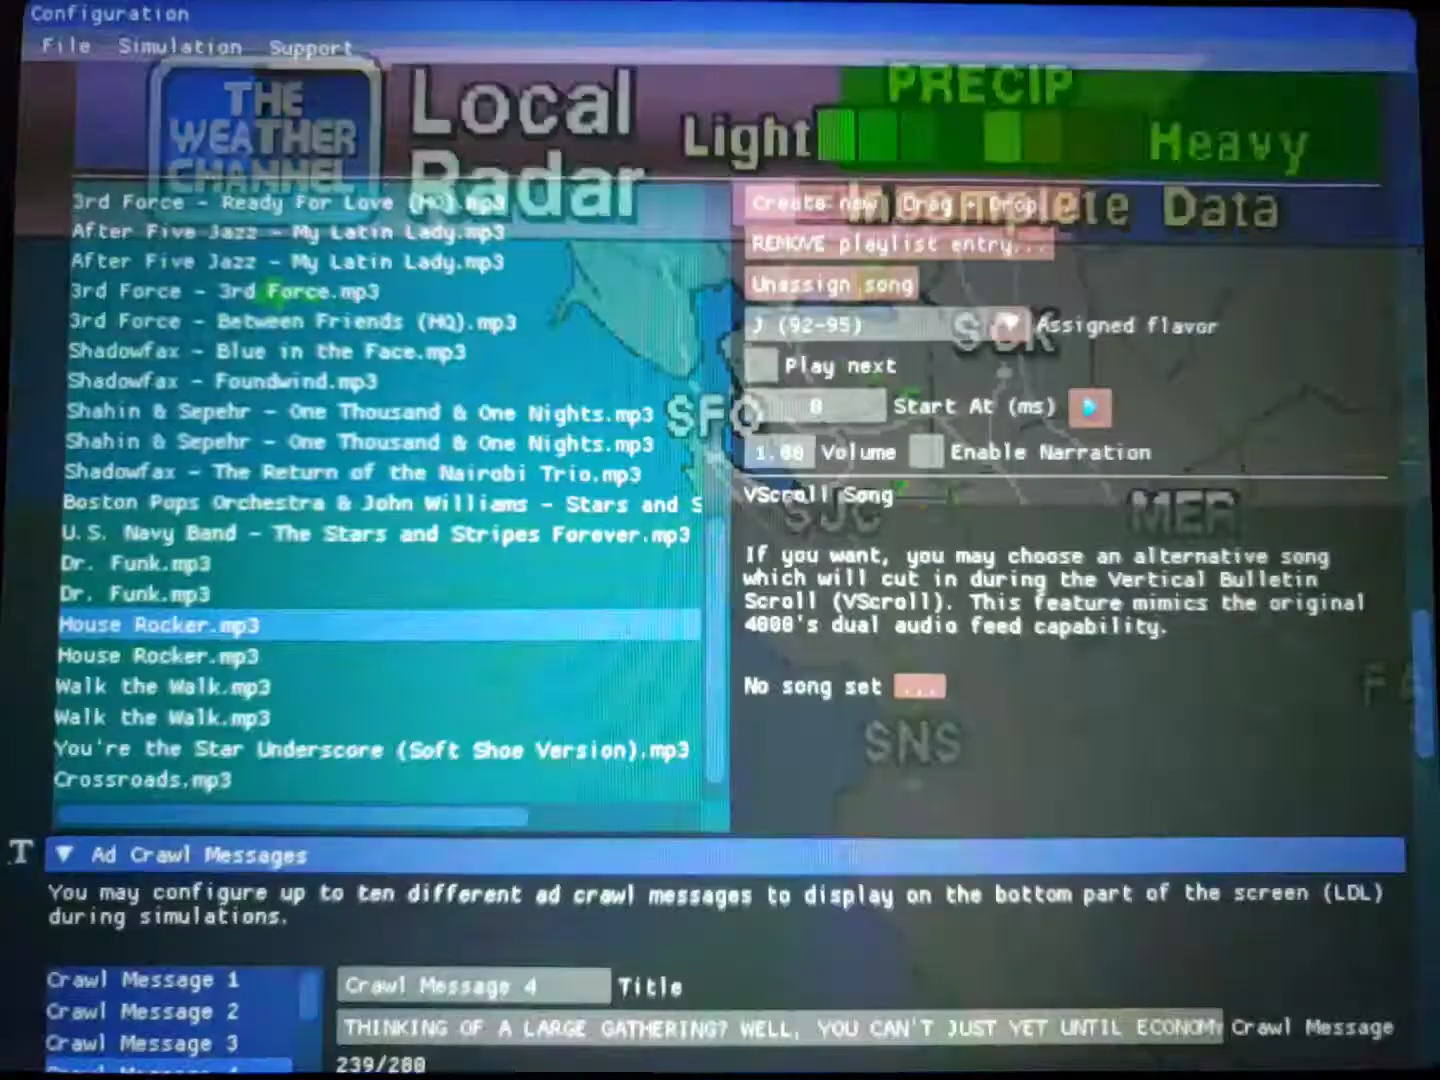 Configuration
File Simulation Support
THE WEATHER CHANNEL
Local Radar
PRECIP
Light Heavy
Incomplete Data
3rd Force - Ready For Love (HQ).mp3
After Five Jazz - My Latin Lady.mp3
After Five Jazz - My Latin Lady.mp3
3rd Force - 3rd Force.mp3
3rd Force - Between Friends (HQ).mp3
Shadowfax - Blue in the Face.mp3
Shadowfax - Foundwind.mp3
Shahin & Sepehr - One Thousand & One Nights.mp3
Shahin & Sepehr - One Thousand & One Nights.mp3
Shadowfax - The Return of the Nairobi Trio.mp3
Boston Pops Orchestra & John Williams - Stars and S
U.S. Navy Band - The Stars and Stripes Forever.mp3
Dr. Funk.mp3
Dr. Funk.mp3
House Rocker.mp3
House Rocker.mp3
Walk the Walk.mp3
Walk the Walk.mp3
You're the Star Underscore (Soft Shoe Version).mp3
Crossroads.mp3
Create new Drag + Drop
REMOVE playlist entry...
Unassign song
J (92-95) Assigned flavor
SCK
Play next
SFO
0 Start At (ms)
1.00 Volume Enable Narration
VScroll Song
SJC
MER
If you want, you may choose an alternative song
which will cut in during the Vertical Bulletin
Scroll (VScroll). This feature mimics the original
4000's dual audio feed capability.
No song set ...
SNS
T
Ad Crawl Messages
You may configure up to ten different ad crawl messages to display on the bottom part of the screen (LDL)
during simulations.
Crawl Message 1
Crawl Message 2
Crawl Message 3
Crawl Message 4 Title
THINKING OF A LARGE GATHERING? WELL, YOU CAN'T JUST YET UNTIL ECONOMY Crawl Message
239/280